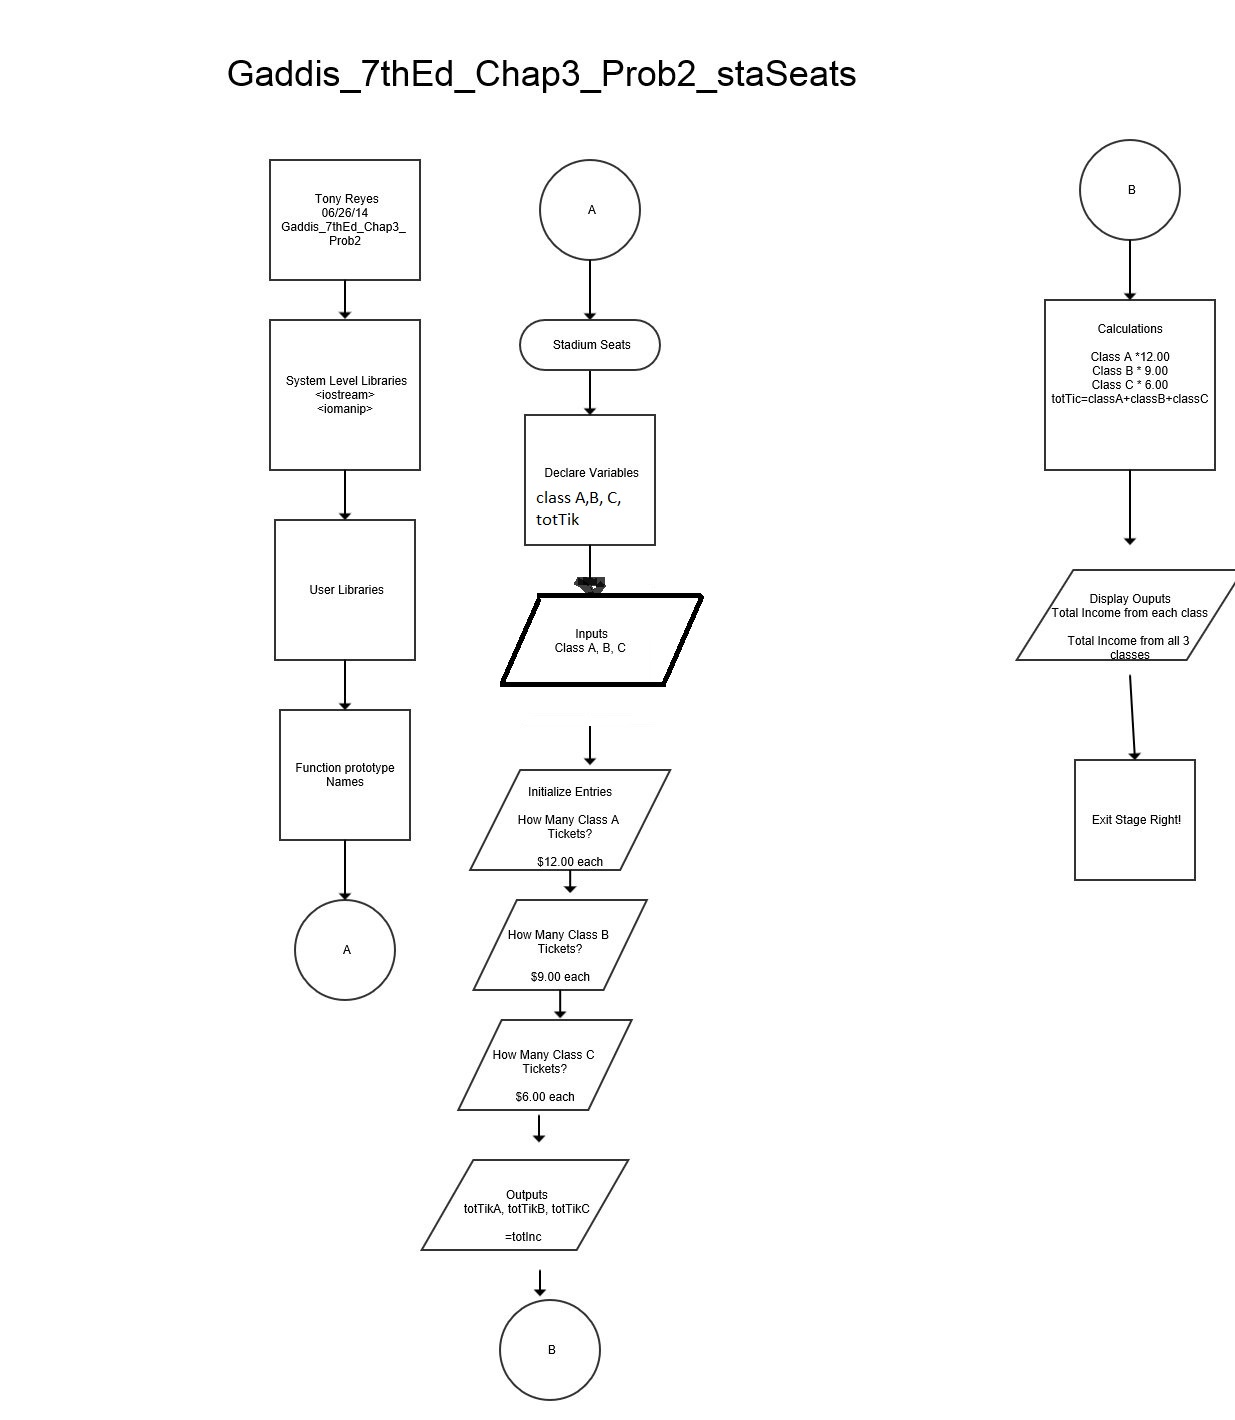 Gaddis_7thEd_Chap3_Prob2_staSeats
Tony Reyes
06/26/14
Gaddis_7thEd_Chap3_
Prob2
System Level Libraries
<iostream>
<iomanip>
User Libraries
Function prototype
Names
A
A
Stadium Seats
Declare Variables
class A,B, C,
totTik
Inputs
Class A, B, C
Initialize Entries
How Many Class A
Tickets?
$12.00 each
How Many Class B
Tickets?
$9.00 each
How Many Class C
Tickets?
$6.00 each
Outputs
totTikA, totTikB, totTikC
=totInc
B
B
Calculations
Class A *12.00
Class B * 9.00
Class C * 6.00
totTic=classA+classB+classC
Display Ouputs
Total Income from each class
Total Income from all 3
classes
Exit Stage Right!